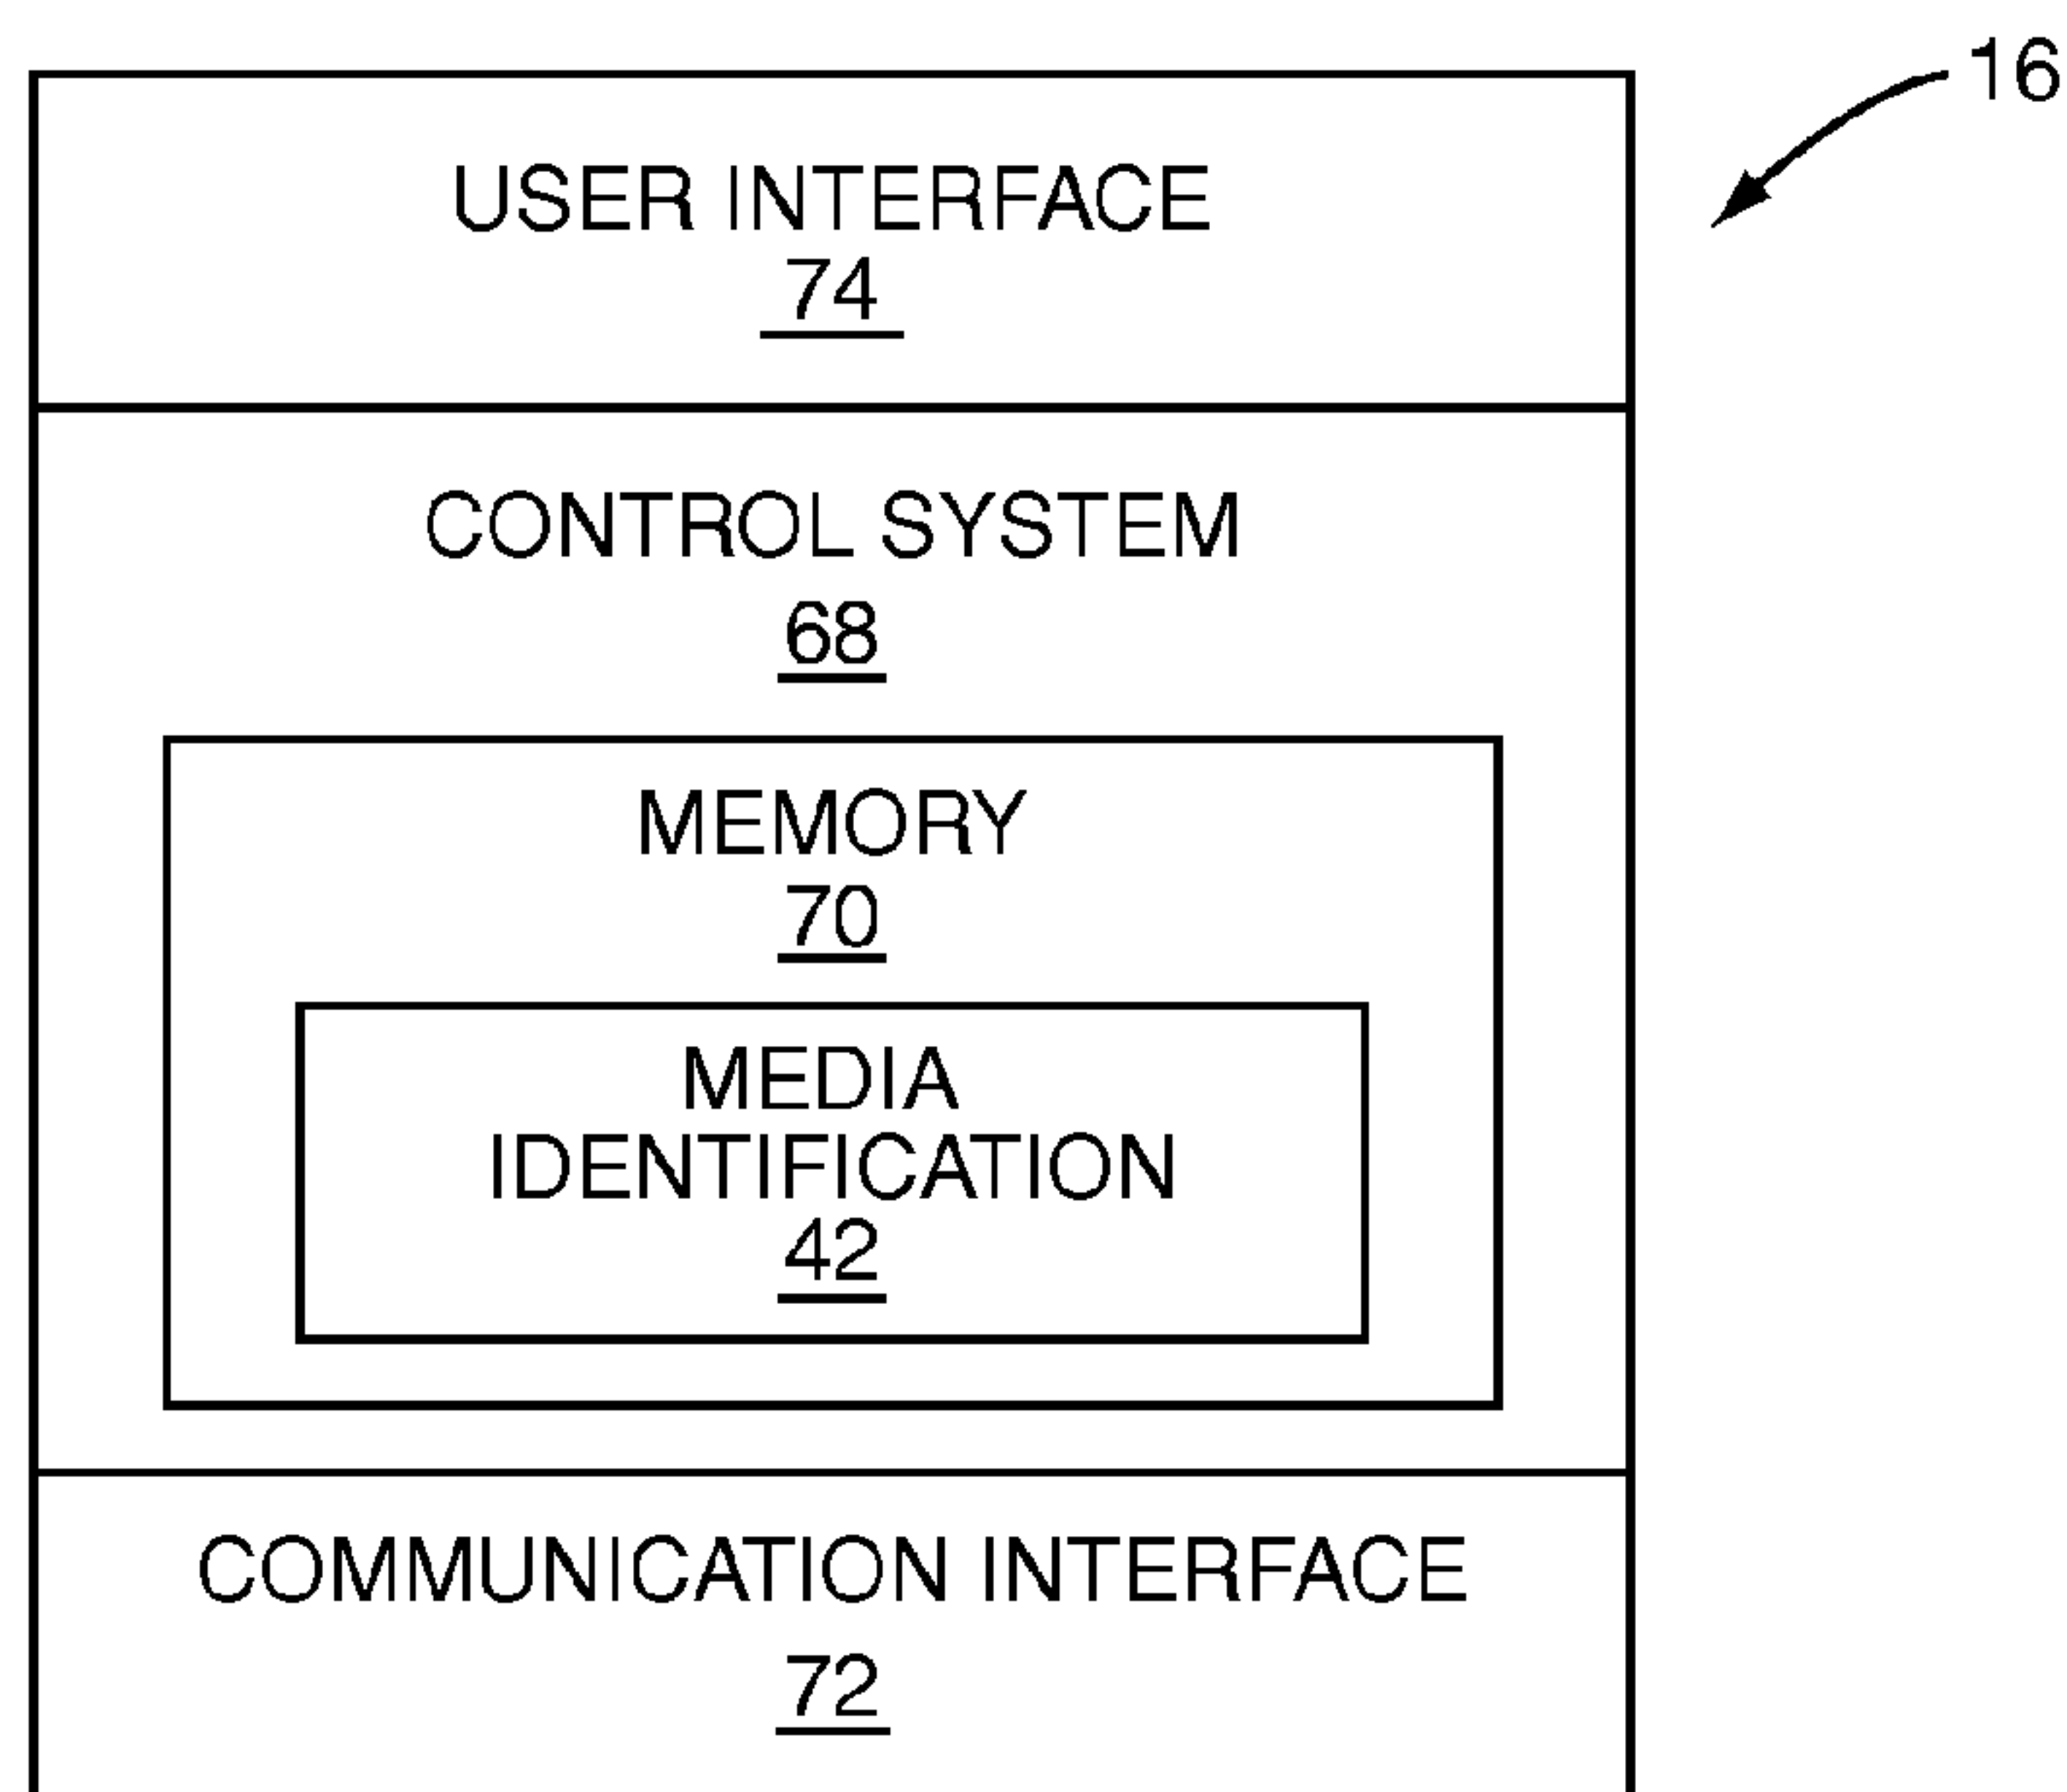 16
USER INTERFACE
74
CONTROL SYSTEM
68
MEMORY
70
MEDIA
IDENTIFICATION
42
COMMUNICATION INTERFACE
72